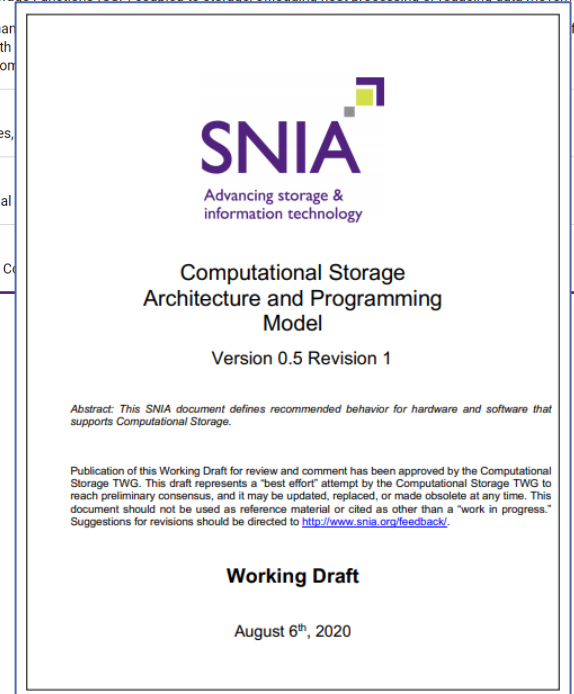 SNIA
Advancing storage &
information technology
Computational Storage
Architecture and Programming
Model
Version 0.5 Revision 1
Abstract: This SNIA document defines recommended behavior for hardware and software that
supports Computational Storage.
Publication of this Working Draft for review and comment has been approved by the Computational
Storage TWG. This draft represents a “best effort” attempt by the Computational Storage TWG to
reach preliminary consensus, and it may be updated, replaced, or made obsolete at any time. This
document should not be used as reference material or cited as other than a “work in progress.”
Suggestions for revisions should be directed to http://www.snia.org/feedback/.
Working Draft
August 6th, 2020